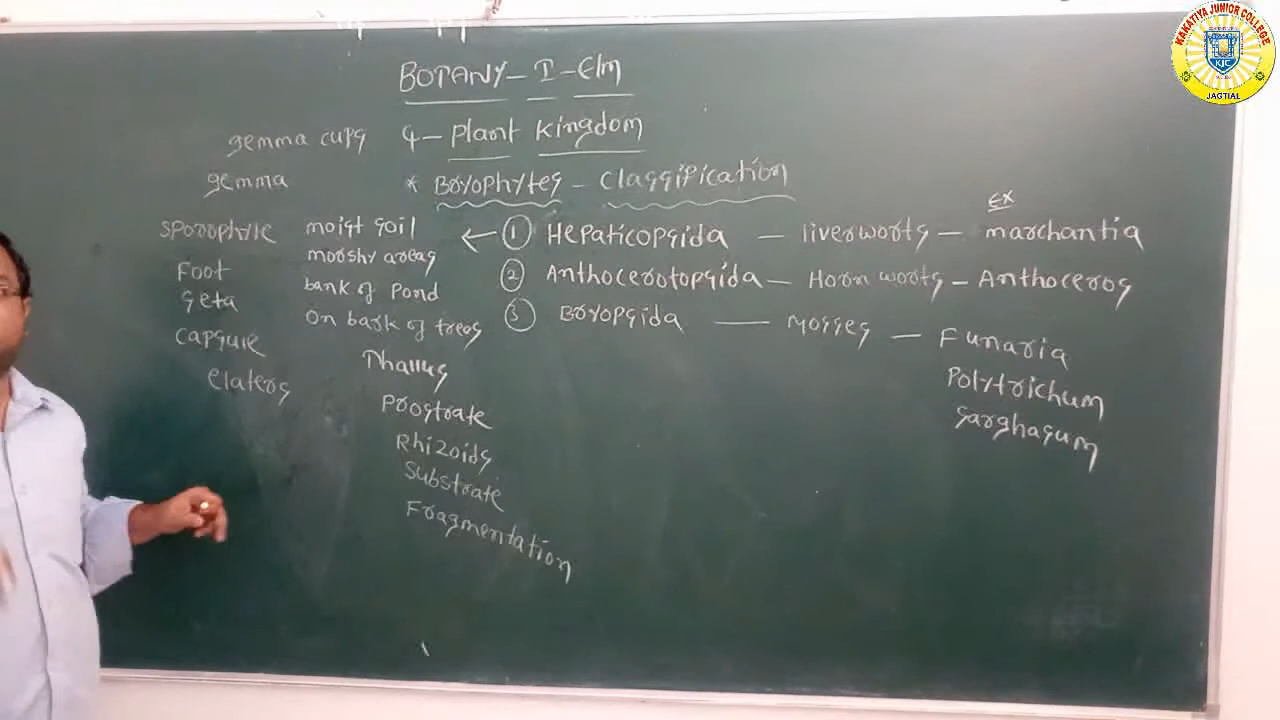 KAKATIYA JUNIOR COLLEGE
KJC
JAGTIAL
BOTANY - I - E/m
4 - Plant Kingdom
* Bryophytes - Classification
Ex
← 1 Hepaticopsida - liverworts - marchantia
2 Anthocerotopsida - Horn worts - Anthoceros
3 Bryopsida - Mosses - Funaria
Polytrichum
gemma cups
gemma
sporophyte
Foot
seta
capsule
elaters
moist soil
marshy areas
bank of Pond
On bark of trees
Thallus
Prostrate
Rhizoids
Substrate
Fragmentation